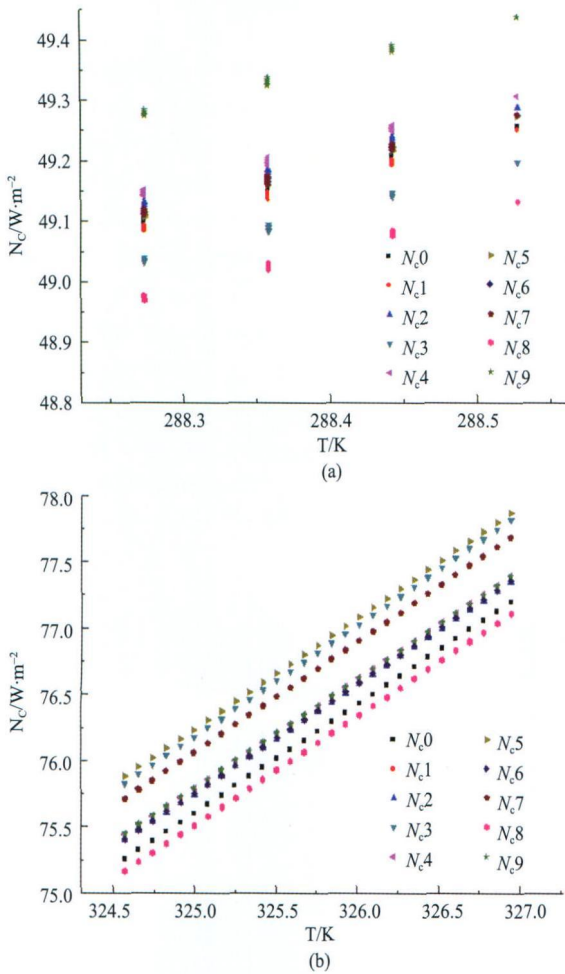 49.4
49.3
49.2
49.1
49.0
48.9
48.8
N_C/W·m⁻²
N_c0
N_c1
N_c2
N_c3
N_c4
N_c5
N_c6
N_c7
N_c8
N_c9
288.3 288.4 288.5
T/K
(a)
78.0
77.5
77.0
76.5
76.0
75.5
75.0
N_C/W·m⁻²
N_c0
N_c1
N_c2
N_c3
N_c4
N_c5
N_c6
N_c7
N_c8
N_c9
324.5 325.0 325.5 326.0 326.5 327.0
T/K
(b)